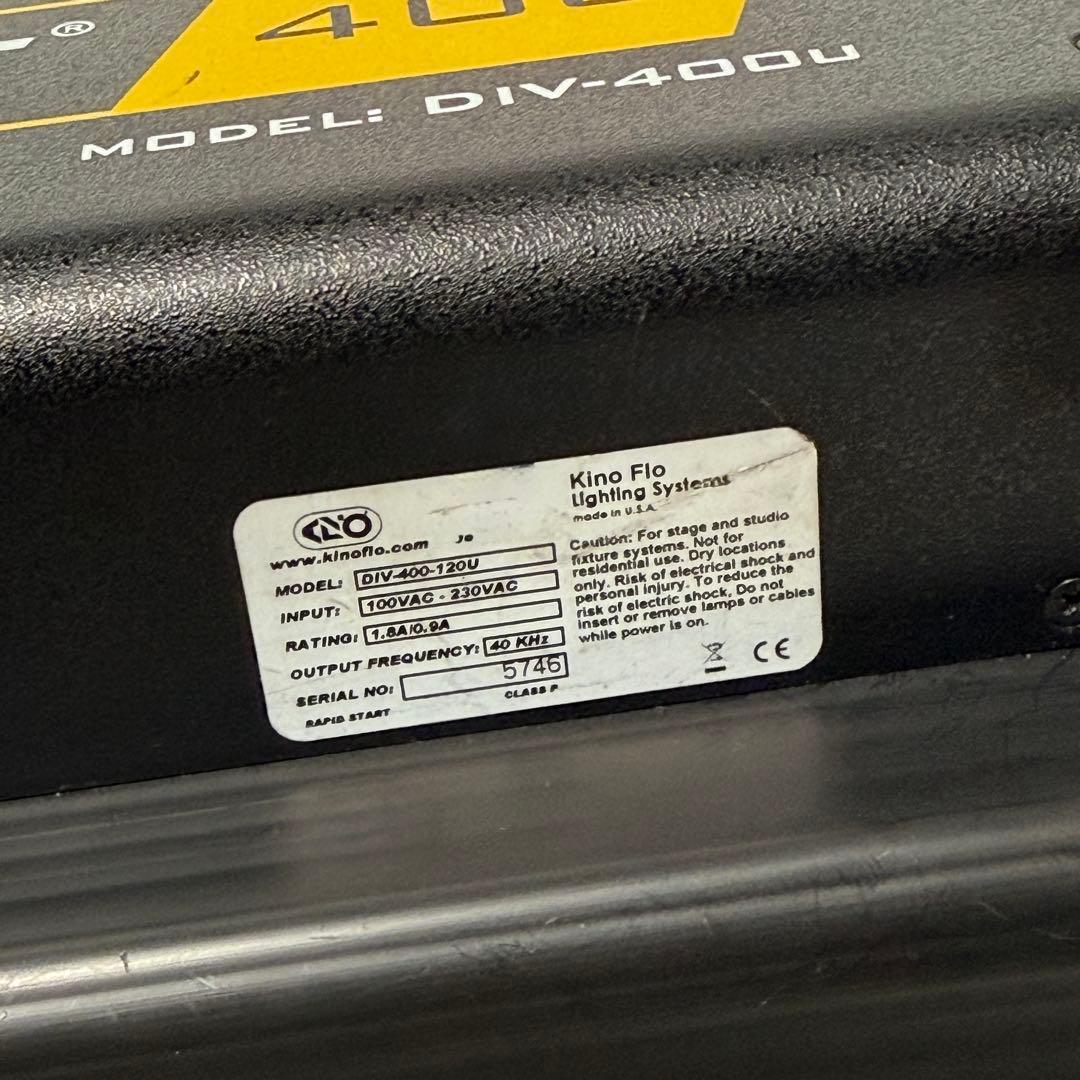 ®
MODEL: DIV-400U
KINO
www.kinoflo.com
MODEL: DIV-400-120U
INPUT: 100VAC - 230VAC
RATING: 1.8A/0.9A
OUTPUT FREQUENCY: 40 KHz
SERIAL NO: 5746
RAPID START CLASS P
Kino Flo
Lighting Systems
made in U.S.A.
Caution: For stage and studio
fixture systems. Not for
residential use. Dry locations
only. Risk of electrical shock and
personal injury. To reduce the
risk of electric shock, Do not
insert or remove lamps or cables
while power is on.
CE